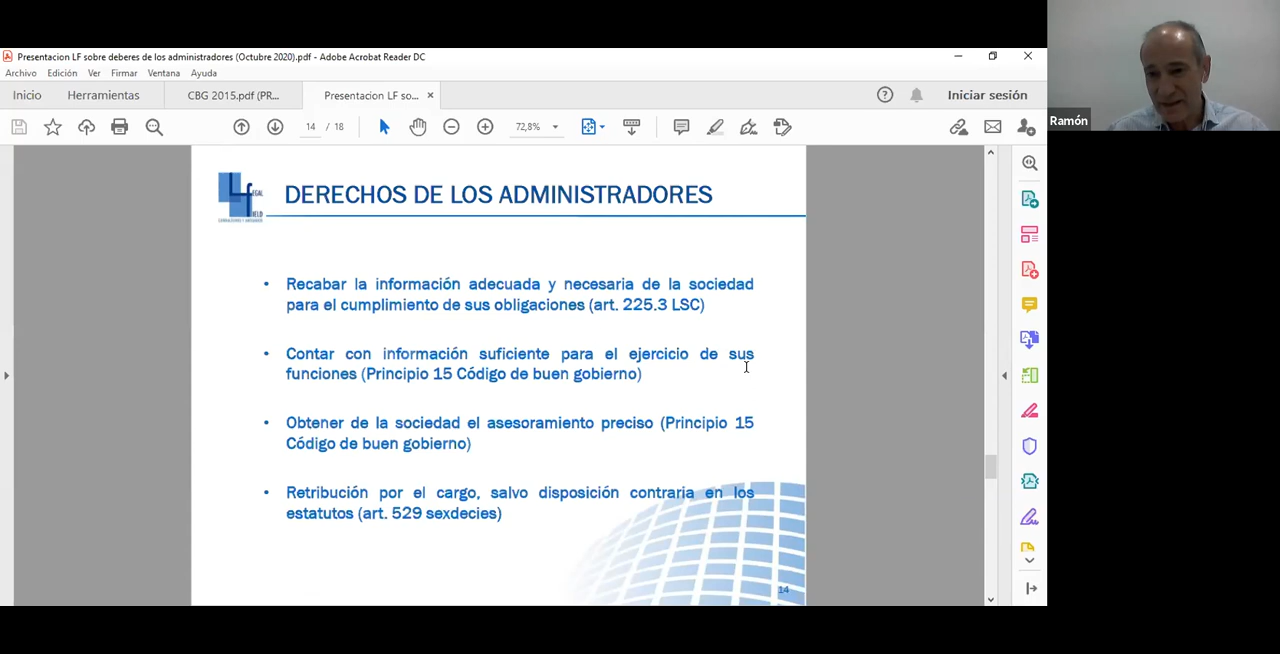 Presentacion LF sobre deberes de los administradores (Octubre 2020).pdf - Adobe Acrobat Reader DC
Archivo Edición Ver Firmar Ventana Ayuda
Inicio Herramientas CBG 2015.pdf (PR... Presentacion LF so... × Iniciar sesión
14 / 18 72,8%
Ramón
LEGAL
FIELD
DERECHOS DE LOS ADMINISTRADORES
• Recabar la información adecuada y necesaria de la sociedad
para el cumplimiento de sus obligaciones (art. 225.3 LSC)
• Contar con información suficiente para el ejercicio de sus
funciones (Principio 15 Código de buen gobierno)
• Obtener de la sociedad el asesoramiento preciso (Principio 15
Código de buen gobierno)
• Retribución por el cargo, salvo disposición contraria en los
estatutos (art. 529 sexdecies)
14